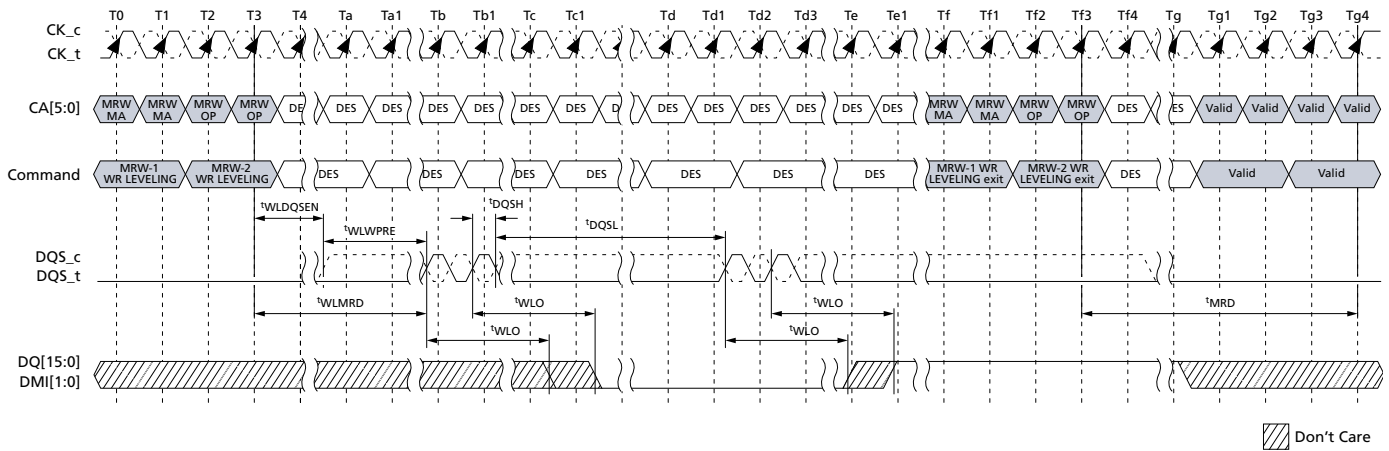 T0 T1 T2 T3 T4 Ta Ta1 Tb Tb1 Tc Tc1 Td Td1 Td2 Td3 Te Te1 Tf Tf1 Tf2 Tf3 Tf4 Tg Tg1 Tg2 Tg3 Tg4
CK_c
CK_t
CA[5:0] MRW MA MRW MA MRW OP MRW OP DE DES DES DES DES DES DES D DES DES DES DES DES DES MRW MA MRW MA MRW OP MRW OP DES ES Valid Valid Valid Valid
Command MRW-1 WR LEVELING MRW-2 WR LEVELING DES DES DES DES DES DES DES MRW-1 WR LEVELING exit MRW-2 WR LEVELING exit DES Valid Valid
tWLDQSEN tDQSH
tWLWPRE tDQSL
DQS_c
DQS_t
tWLMRD tWLO tWLO tMRD
tWLO tWLO
DQ[15:0]
DMI[1:0]
Don't Care